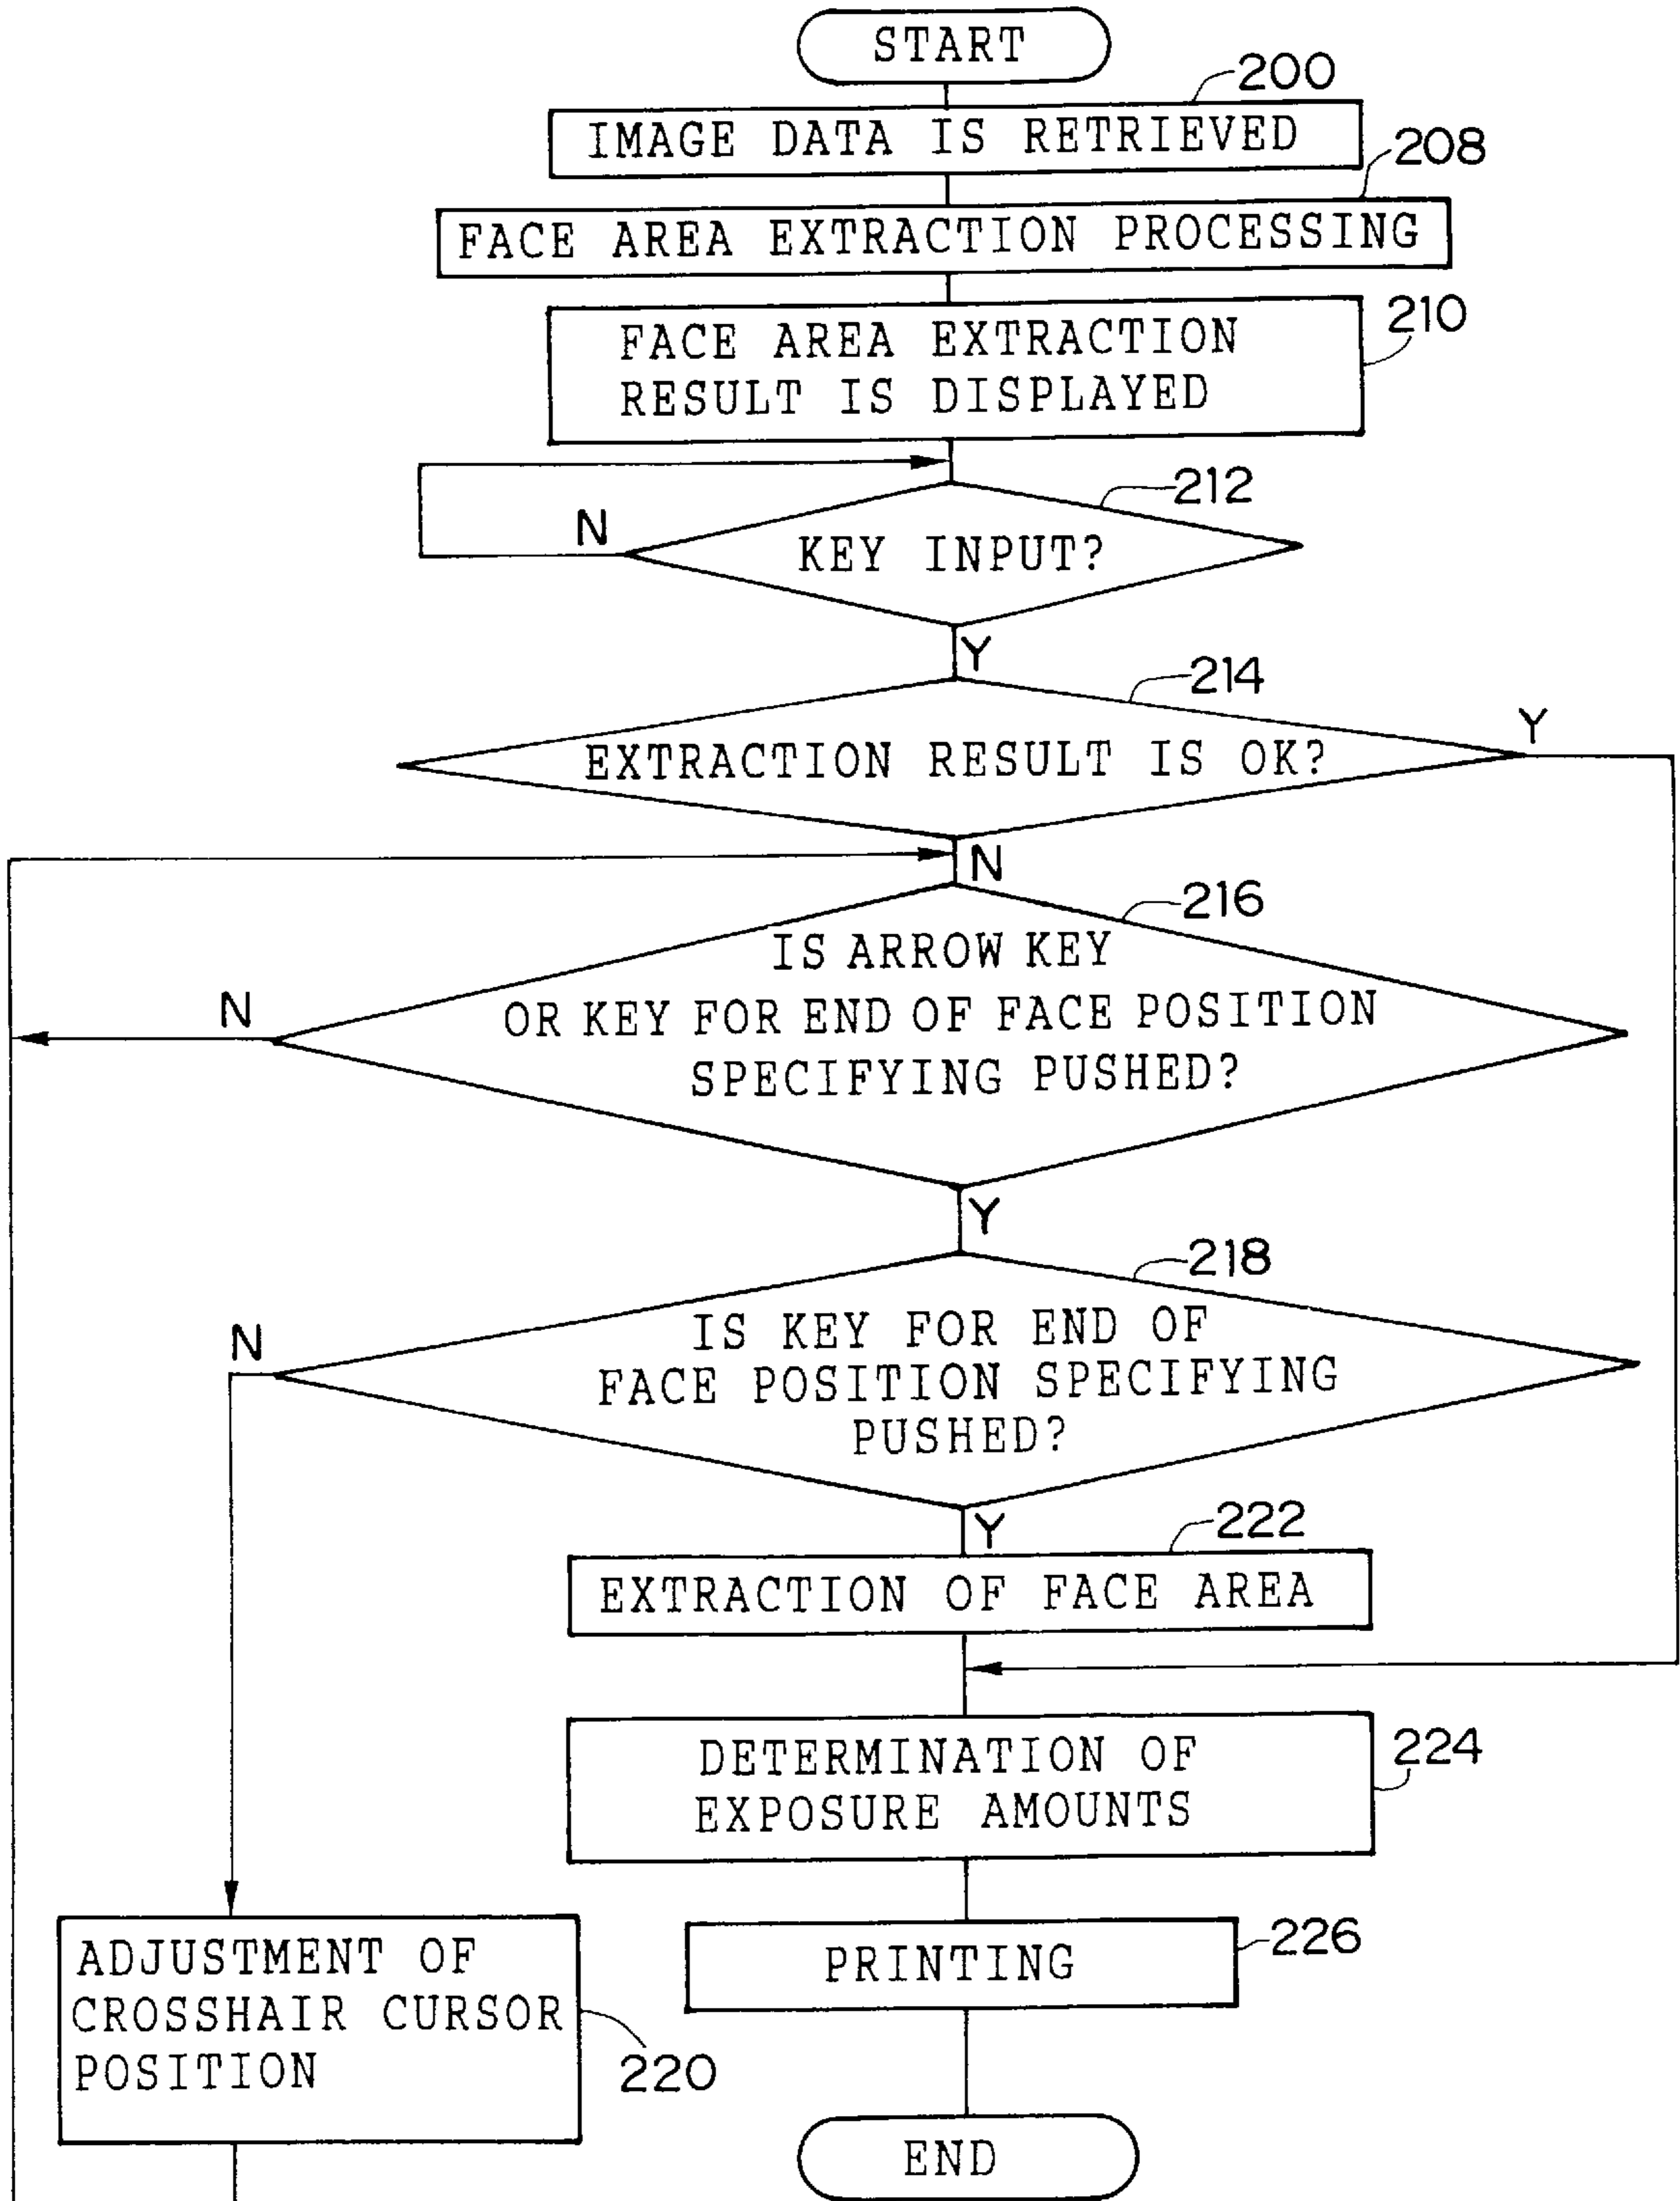 START
200
IMAGE DATA IS RETRIEVED
208
FACE AREA EXTRACTION PROCESSING
210
FACE AREA EXTRACTION
RESULT IS DISPLAYED
212
N
KEY INPUT?
Y
214
Y
EXTRACTION RESULT IS OK?
N
216
IS ARROW KEY
N
OR KEY FOR END OF FACE POSITION
SPECIFYING PUSHED?
Y
218
N
IS KEY FOR END OF
FACE POSITION SPECIFYING
PUSHED?
Y
222
EXTRACTION OF FACE AREA
224
DETERMINATION OF
EXPOSURE AMOUNTS
226
PRINTING
ADJUSTMENT OF
CROSSHAIR CURSOR
POSITION
220
END